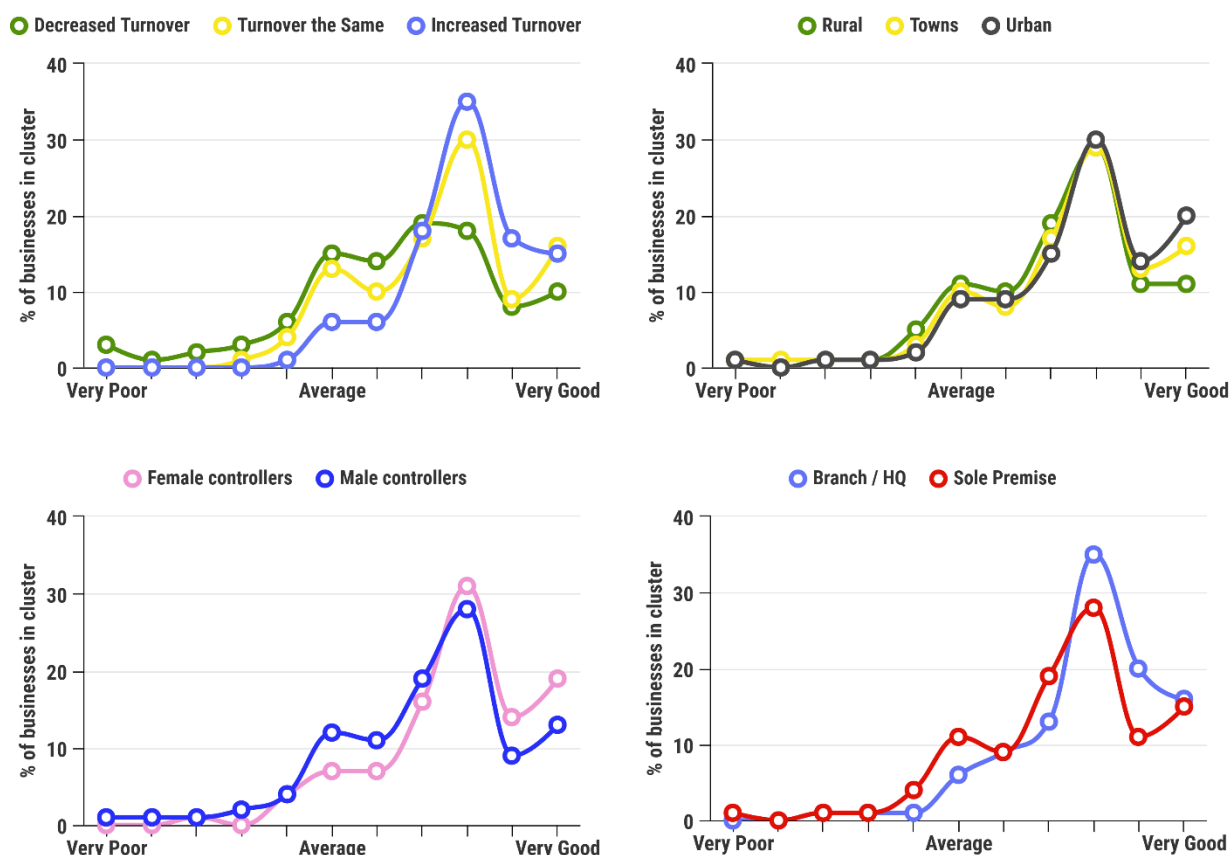 Decreased Turnover Turnover the Same Increased Turnover
% of businesses in cluster
40
30
20
10
0
Very Poor Average Very Good
Rural Towns Urban
% of businesses in cluster
40
30
20
10
0
Very Poor Average Very Good
Female controllers Male controllers
% of businesses in cluster
40
30
20
10
0
Very Poor Average Very Good
Branch / HQ Sole Premise
% of businesses in cluster
40
30
20
10
0
Very Poor Average Very Good